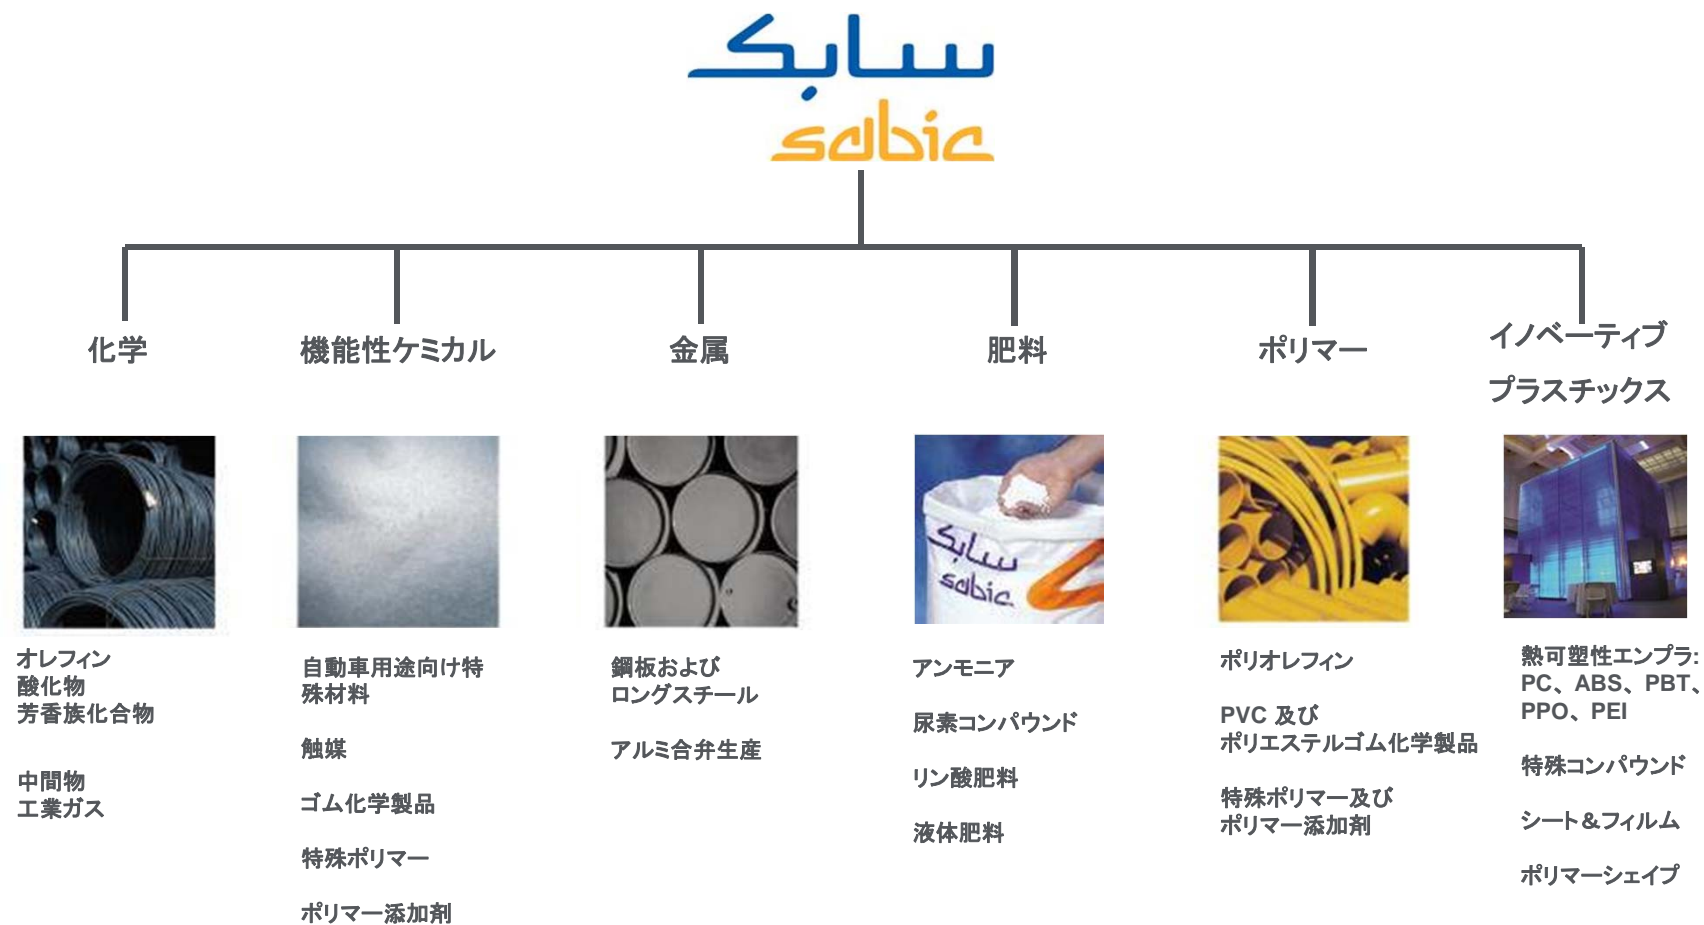 سابك
sabic
化学
機能性ケミカル
金属
肥料
ポリマー
イノベーティブ
プラスチックス
سابك
sabic
オレフィン
酸化物
芳香族化合物
中間物
工業ガス
自動車用途向け特
殊材料
触媒
ゴム化学製品
特殊ポリマー
ポリマー添加剤
鋼板および
ロングスチール
アルミ合弁生産
アンモニア
尿素コンパウンド
リン酸肥料
液体肥料
ポリオレフィン
PVC 及び
ポリエステルゴム化学製品
特殊ポリマー及び
ポリマー添加剤
熱可塑性エンプラ:
PC、ABS、PBT、
PPO、PEI
特殊コンパウンド
シート&フィルム
ポリマーシェイプ